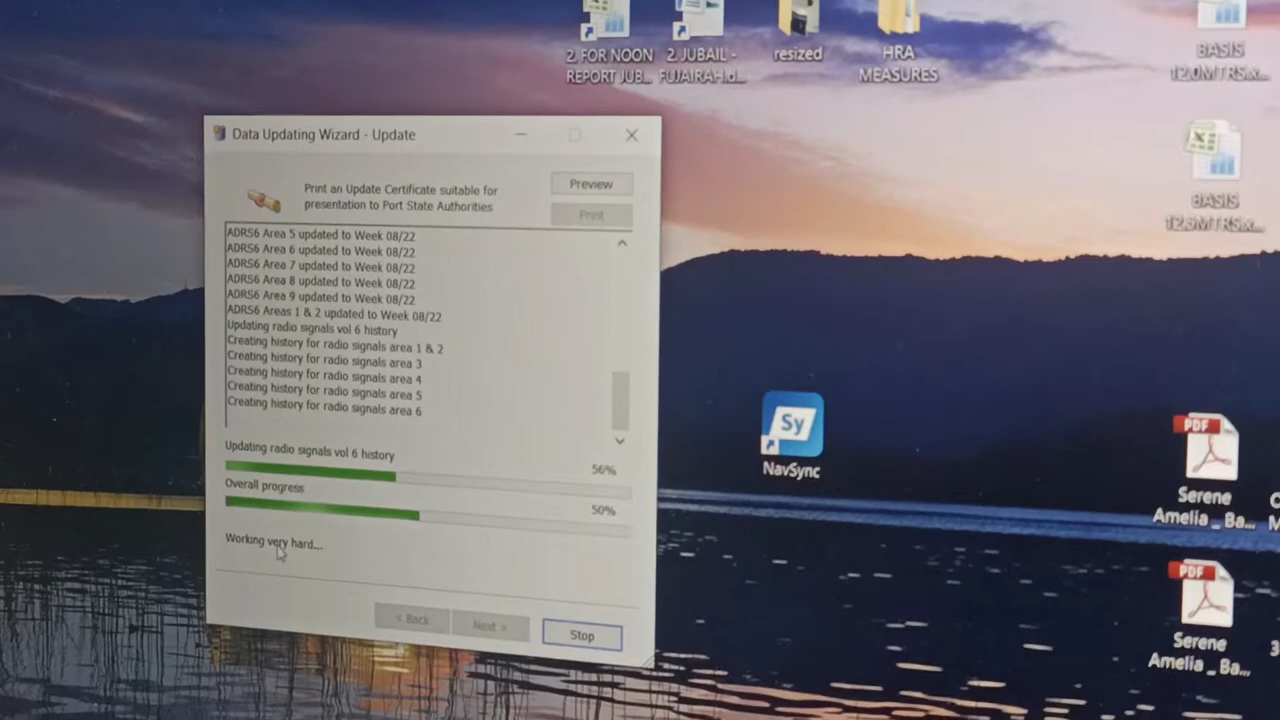 2. FOR NOON
REPORT JUB...
2. JUBAIL -
FUJAIRAH.d...
resized
HRA
MEASURES
BASIS
12.0MTRS.x...
Data Updating Wizard - Update
Print an Update Certificate suitable for
presentation to Port State Authorities
Preview
Print
ADRS6 Area 5 updated to Week 08/22
ADRS6 Area 6 updated to Week 08/22
ADRS6 Area 7 updated to Week 08/22
ADRS6 Area 8 updated to Week 08/22
ADRS6 Area 9 updated to Week 08/22
ADRS6 Areas 1 & 2 updated to Week 08/22
Updating radio signals vol 6 history
Creating history for radio signals area 1 & 2
Creating history for radio signals area 3
Creating history for radio signals area 4
Creating history for radio signals area 5
Creating history for radio signals area 6
Updating radio signals vol 6 history
56%
Overall progress
50%
Working very hard...
< Back
Next >
Stop
BASIS
12.5MTRS.x...
Sy
NavSync
PDF
Serene
Amelia _ Ba...
PDF
Serene
Amelia _ Ba...